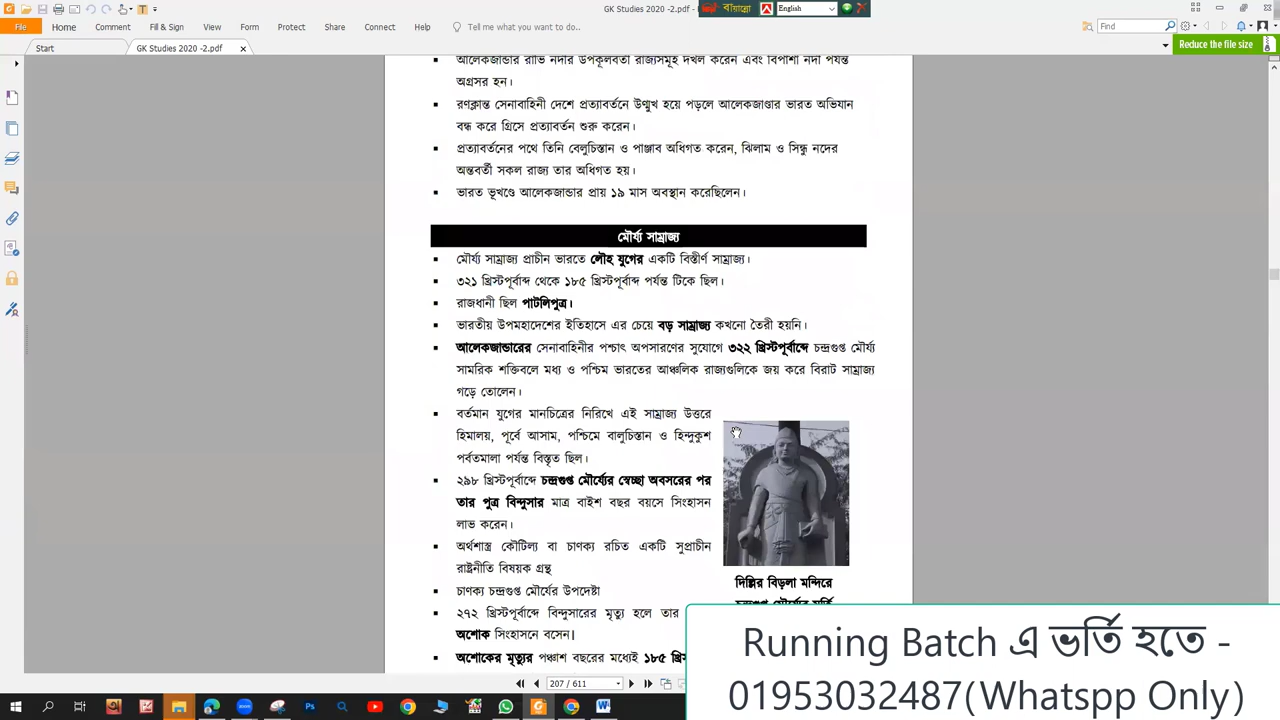 GK Studies 2020 -2.pdf -
English
File
Home
Comment
Fill & Sign
View
Form
Protect
Share
Connect
Help
Tell me what you want to do..
Find
Start
GK Studies 2020 -2.pdf
Reduce the file size
আলেকজান্ডার রাভি নদীর উপকূলবর্তী রাজ্যসমূহ দখল করেন এবং বিপাশা নদী পর্যন্ত
অগ্রসর হন।
রণক্লান্ত সেনাবাহিনী দেশে প্রত্যাবর্তনে উন্মুখ হয়ে পড়লে আলেকজাণ্ডার ভারত অভিযান
বন্ধ করে গ্রিসে প্রত্যাবর্তন শুরু করেন।
প্রত্যাবর্তনের পথে তিনি বেলুচিস্তান ও পাঞ্জাব অধিগত করেন, ঝিলাম ও সিন্ধু নদের
অন্তবর্তী সকল রাজ্য তার অধিগত হয়।
ভারত ভূখণ্ডে আলেকজান্ডার প্রায় ১৯ মাস অবস্থান করেছিলেন।
মৌর্য্য সাম্রাজ্য
মৌর্য্য সাম্রাজ্য প্রাচীন ভারতে লৌহ যুগের একটি বিস্তীর্ণ সাম্রাজ্য।
৩২১ খ্রিস্টপূর্বাব্দ থেকে ১৮৫ খ্রিস্টপূর্বাব্দ পর্যন্ত টিকে ছিল।
রাজধানী ছিল পাটলিপুত্র।
ভারতীয় উপমহাদেশের ইতিহাসে এর চেয়ে বড় সাম্রাজ্য কখনো তৈরী হয়নি।
আলেকজান্ডারের সেনাবাহিনীর পশ্চাৎ অপসারণের সুযোগে ৩২২ খ্রিস্টপূর্বাব্দে চন্দ্রগুপ্ত মৌর্য্য
সামরিক শক্তিবলে মধ্য ও পশ্চিম ভারতের আঞ্চলিক রাজ্যগুলিকে জয় করে বিরাট সাম্রাজ্য
গড়ে তোলেন।
বর্তমান যুগের মানচিত্রের নিরিখে এই সাম্রাজ্য উত্তরে
হিমালয়, পূর্বে আসাম, পশ্চিমে বালুচিস্তান ও হিন্দুকুশ
পর্বতমালা পর্যন্ত বিস্তৃত ছিল।
২৯৮ খ্রিস্টপূর্বাব্দে চন্দ্রগুপ্ত মৌর্য্যের স্বেচ্ছা অবসরের পর
তার পুত্র বিন্দুসার মাত্র বাইশ বছর বয়সে সিংহাসন
লাভ করেন।
অর্থশাস্ত্র কৌটিল্য বা চাণক্য রচিত একটি সুপ্রাচীন
রাষ্ট্রনীতি বিষয়ক গ্রন্থ
চাণক্য চন্দ্রগুপ্ত মৌর্যের উপদেষ্টা
দিল্লির বিড়লা মন্দিরে
২৭২ খ্রিস্টপূর্বাব্দে বিন্দুসারের মৃত্যু হলে তার
অশোক সিংহাসনে বসেন।
অশোকের মৃত্যুর পঞ্চাশ বছরের মধ্যেই ১৮৫
Running Batch এ ভর্তি হতে -
01953032487(Whatspp Only)
207 / 611